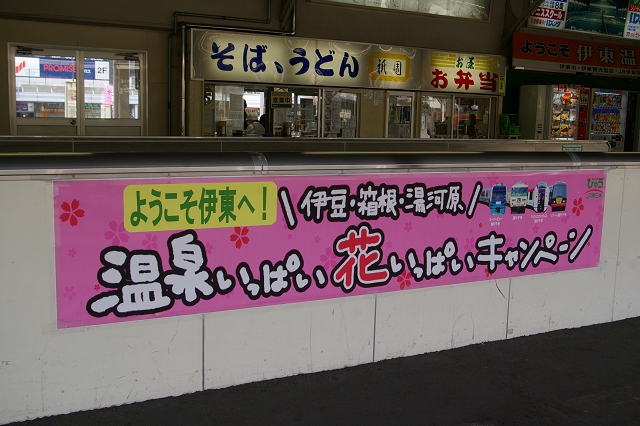 そば、うどん
祇園
お茶
お弁当
ようこそ 伊東温
PROMISE
2F
ようこそ伊東へ!
伊豆・箱根・湯河原
温泉いっぱい花いっぱいキャンペーン